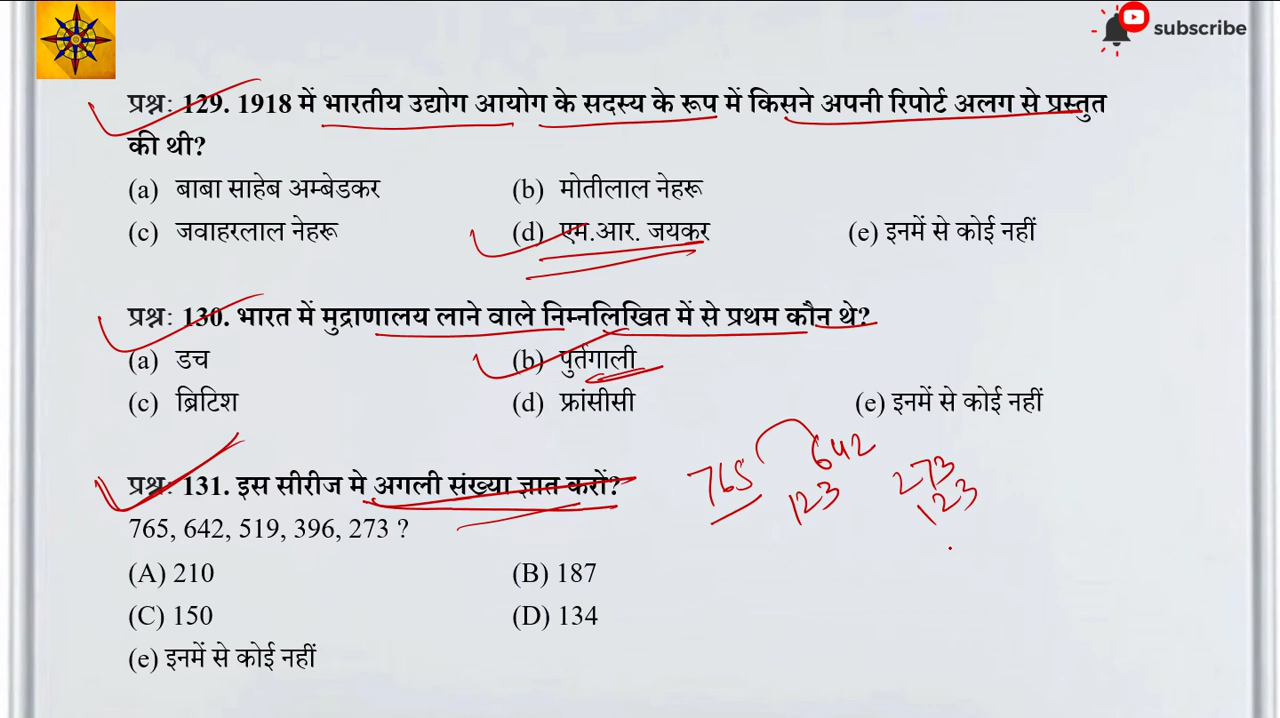 subscribe
प्रश्न: 129. 1918 में भारतीय उद्योग आयोग के सदस्य के रूप में किसने अपनी रिपोर्ट अलग से प्रस्तुत
की थी?
(a) बाबा साहेब अम्बेडकर (b) मोतीलाल नेहरू
(c) जवाहरलाल नेहरू (d) एम.आर. जयकर (e) इनमें से कोई नहीं
प्रश्न: 130. भारत में मुद्राणालय लाने वाले निम्नलिखित में से प्रथम कौन थे?
(a) डच (b) पुर्तगाली
(c) ब्रिटिश (d) फ्रांसीसी (e) इनमें से कोई नहीं
765 642 273
123 123
प्रश्न: 131. इस सीरीज मे अगली संख्या ज्ञात करों?
765, 642, 519, 396, 273 ?
(A) 210 (B) 187
(C) 150 (D) 134
(e) इनमें से कोई नहीं